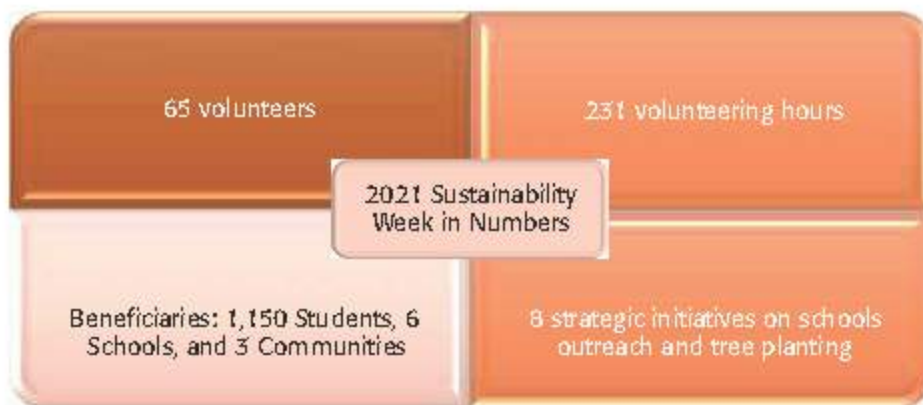 65 volunteers
231 volunteering hours
2021 Sustainability
Week in Numbers
Beneficiaries: 1,150 Students, 6
Schools, and 3 Communities
8 strategic initiatives on schools
outreach and tree planting